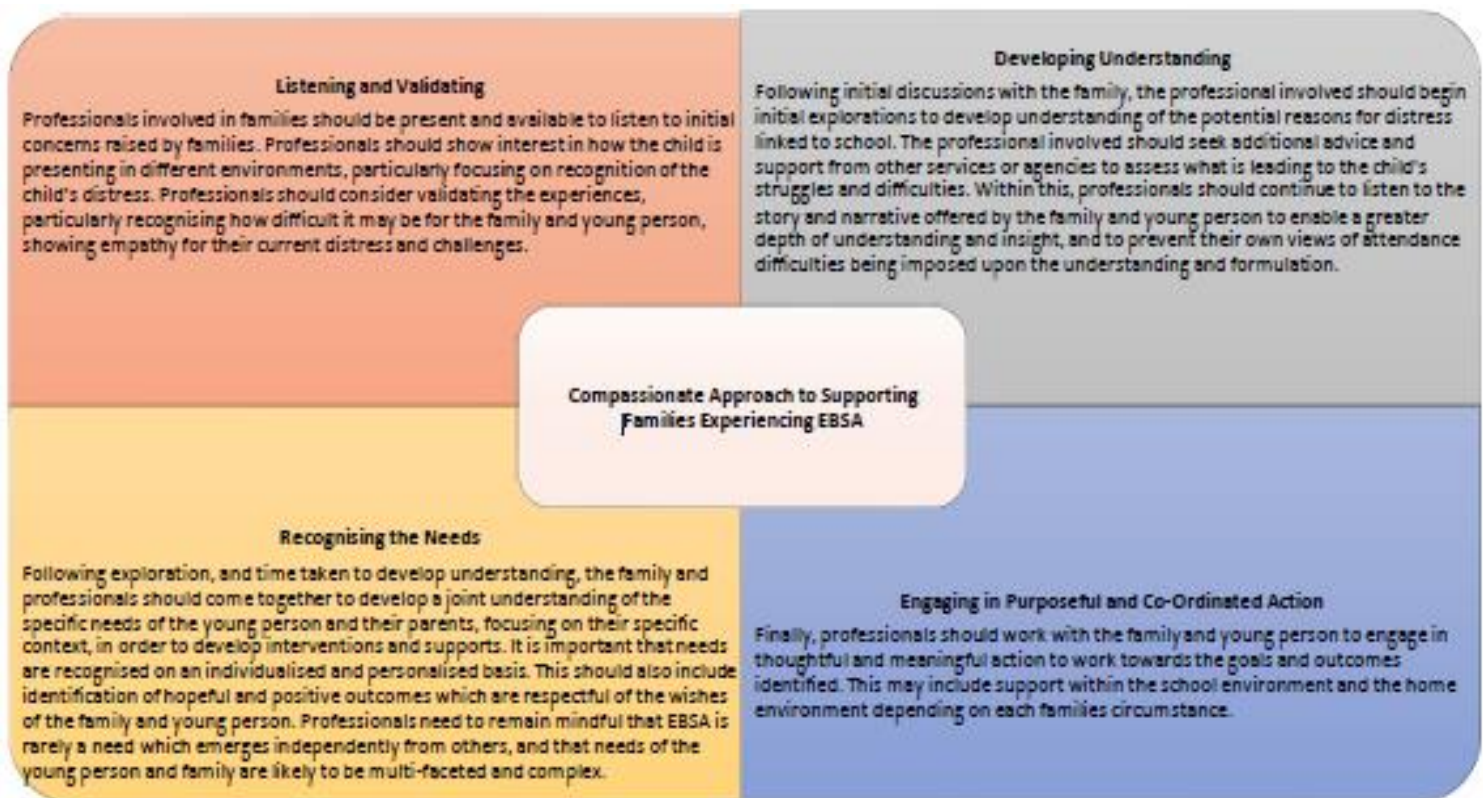 Listening and Validating
Professionals involved in families should be present and available to listen to initial
concerns raised by families. Professionals should show interest in how the child is
presenting in different environments, particularly focusing on recognition of the
child's distress. Professionals should consider validating the experiences,
particularly recognising how difficult it may be for the family and young person,
showing empathy for their current distress and challenges.
Developing Understanding
Following initial discussions with the family, the professional involved should begin
initial explorations to develop understanding of the potential reasons for distress
linked to school. The professional involved should seek additional advice and
support from other services or agencies to assess what is leading to the child's
struggles and difficulties. Within this, professionals should continue to listen to the
story and narrative offered by the family and young person to enable a greater
depth of understanding and insight, and to prevent their own views of attendance
difficulties being imposed upon the understanding and formulation.
Compassionate Approach to Supporting
Families Experiencing EBSA
Recognising the Needs
Following exploration, and time taken to develop understanding, the family and
professionals should come together to develop a joint understanding of the
specific needs of the young person and their parents, focusing on their specific
context, in order to develop interventions and supports. It is important that needs
are recognised on an individualised and personalised basis. This should also include
identification of hopeful and positive outcomes which are respectful of the wishes
of the family and young person. Professionals need to remain mindful that EBSA is
rarely a need which emerges independently from others, and that needs of the
young person and family are likely to be multi-faceted and complex.
Engaging in Purposeful and Co-Ordinated Action
Finally, professionals should work with the family and young person to engage in
thoughtful and meaningful action to work towards the goals and outcomes
identified. This may include support within the school environment and the home
environment depending on each families circumstance.